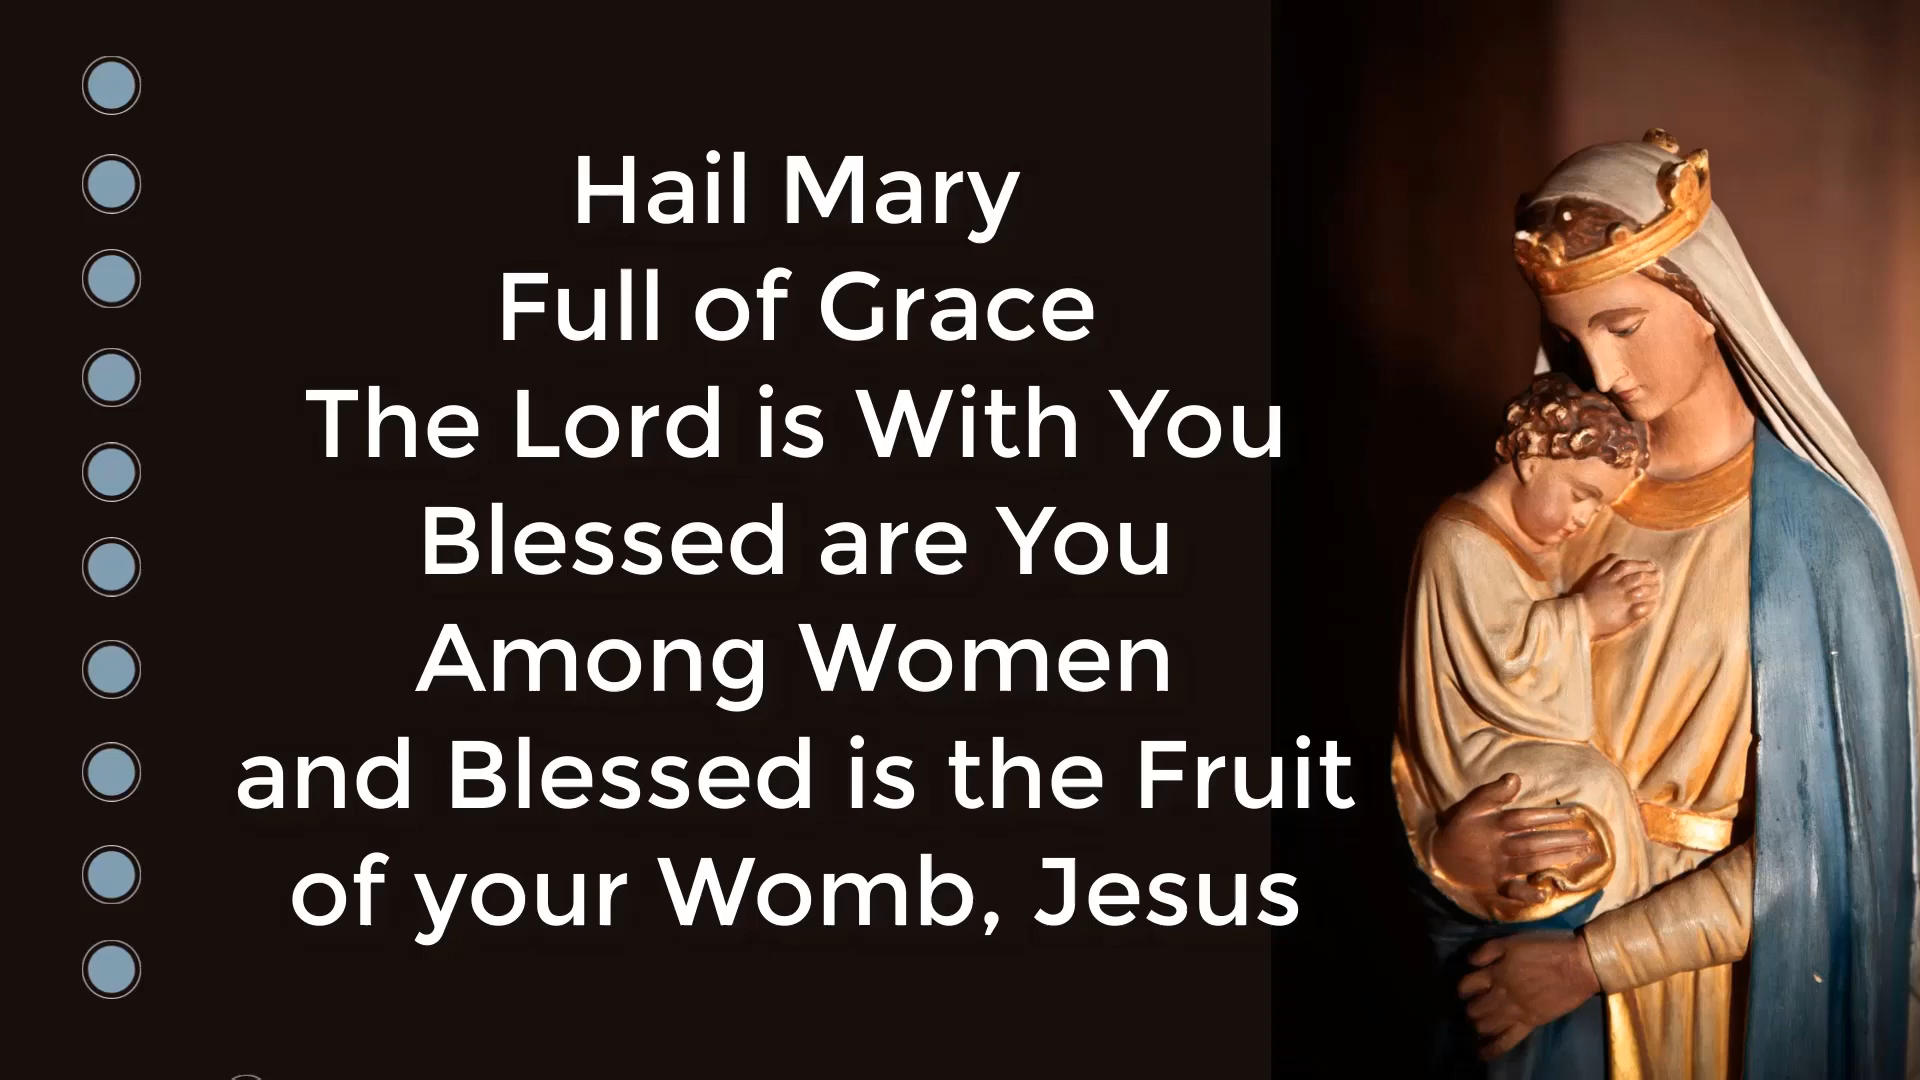 Hail Mary
Full of Grace
The Lord is With You
Blessed are You
Among Women
and Blessed is the Fruit
of your Womb, Jesus